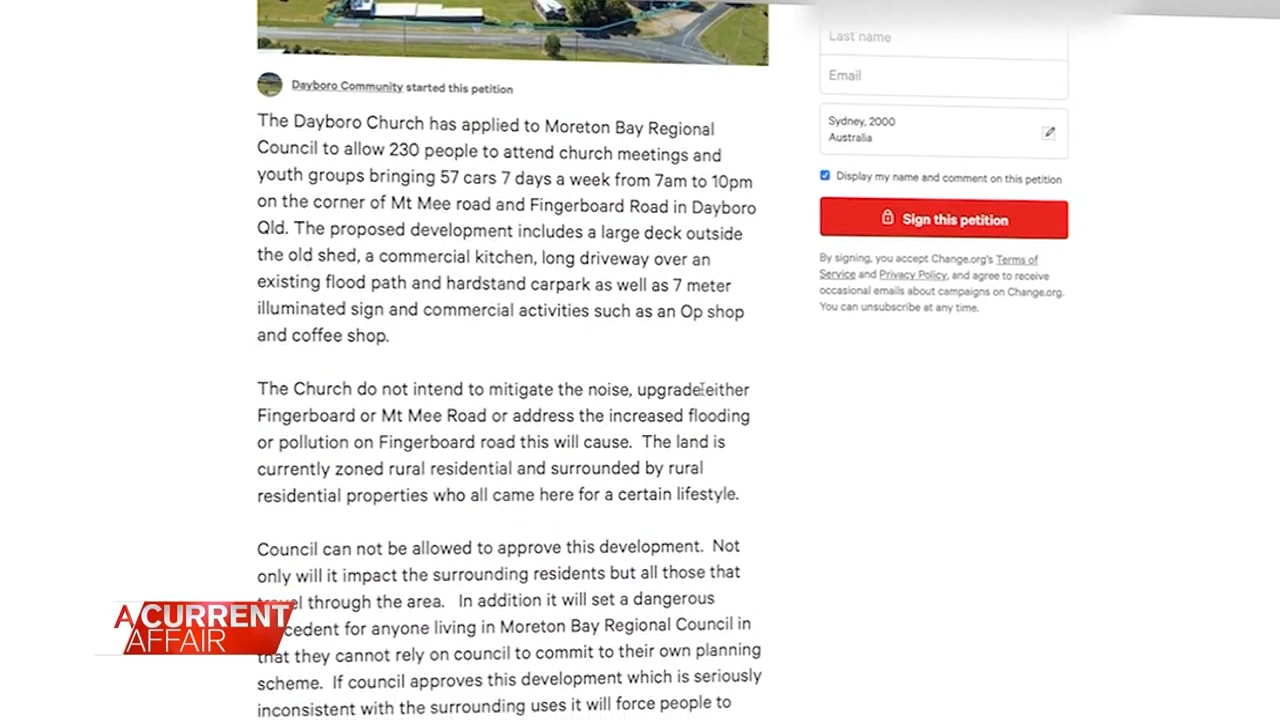 Dayboro Community started this petition
The Dayboro Church has applied to Moreton Bay Regional
Council to allow 230 people to attend church meetings and
youth groups bringing 57 cars 7 days a week from 7am to 10pm
on the corner of Mt Mee road and Fingerboard Road in Dayboro
Qld. The proposed development includes a large deck outside
the old shed, a commercial kitchen, long driveway over an
existing flood path and hardstand carpark as well as 7 meter
illuminated sign and commercial activities such as an Op shop
and coffee shop.
The Church do not intend to mitigate the noise, upgrade either
Fingerboard or Mt Mee Road or address the increased flooding
or pollution on Fingerboard road this will cause. The land is
currently zoned rural residential and surrounded by rural
residential properties who all came here for a certain lifestyle.
Council can not be allowed to approve this development. Not
only will it impact the surrounding residents but all those that
through the area. In addition it will set a dangerous
for anyone living in Moreton Bay Regional Council in
that they cannot rely on council to commit to their own planning
scheme. If council approves this development which is seriously
inconsistent with the surrounding uses it will force people to
Last name
Email
Sydney, 2000
Australia
Display my name and comment on this petition
Sign this petition
By signing, you accept Change.org's Terms of
Service and Privacy Policy, and agree to receive
occasional emails about campaigns on Change.org.
You can unsubscribe at any time.
A CURRENT
AFFAIR